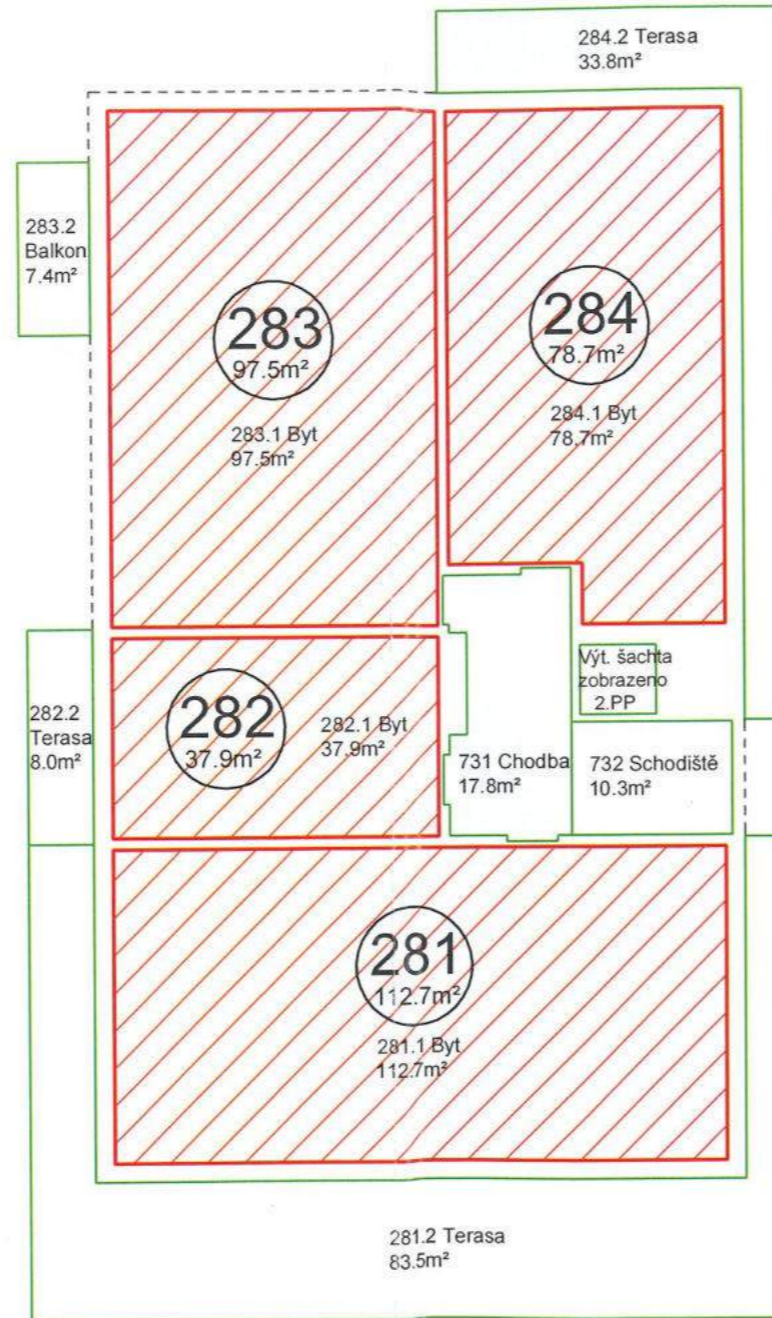 284.2 Terasa
33.8m²
283.2
Balkon
7.4m²
283
97.5m²
283.1 Byt
97.5m²
284
78.7m²
284.1 Byt
78.7m²
282.2
Terasa
8.0m²
282
37.9m²
282.1 Byt
37.9m²
Výt. šachta
zobrazeno
2.PP
731 Chodba
17.8m²
732 Schodiště
10.3m²
281
112.7m²
281.1 Byt
112.7m²
281.2 Terasa
83.5m²